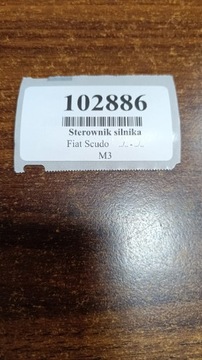 102886
Sterownik silnika
Fiat Scudo
M3